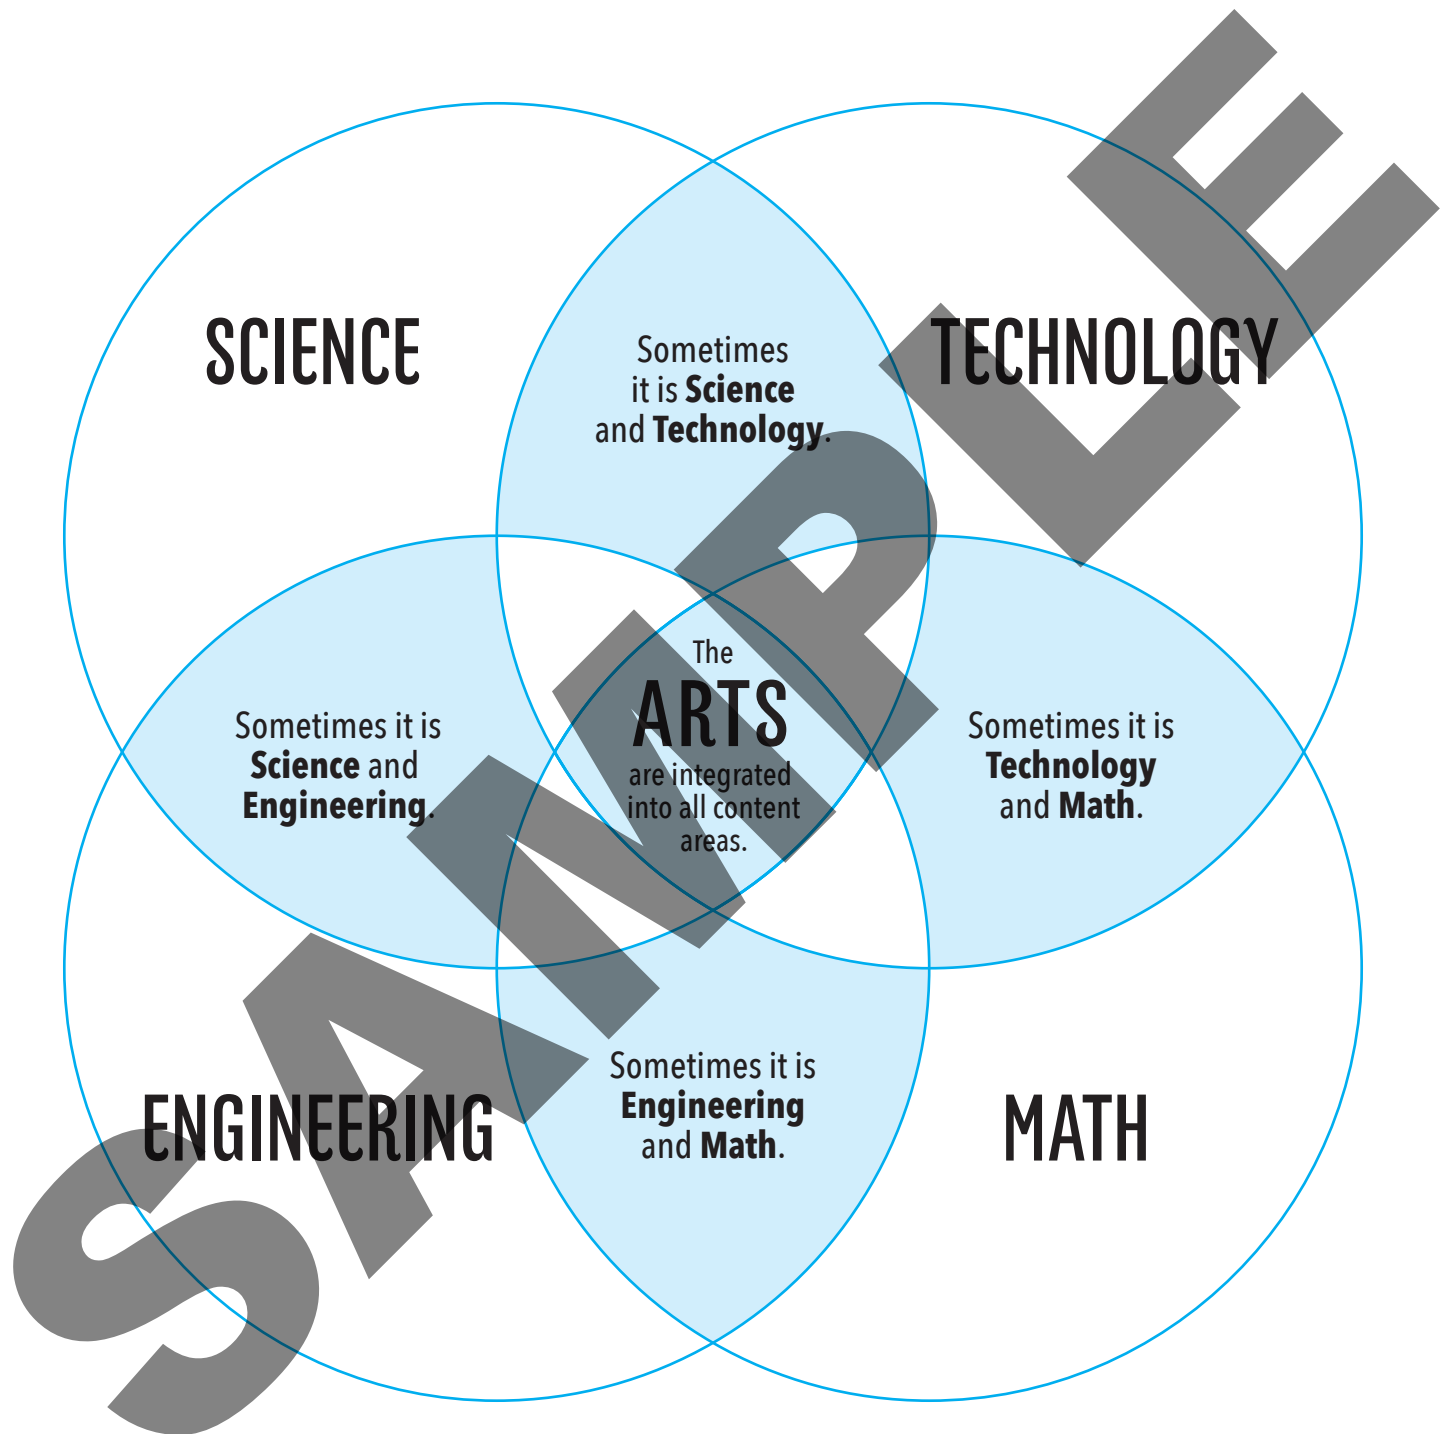 SCIENCE
TECHNOLOGY
Sometimes
it is Science
and Technology.
Sometimes it is
Science and
Engineering.
The
ARTS
are integrated
into all content
areas.
Sometimes it is
Technology
and Math.
ENGINEERING
Sometimes it is
Engineering
and Math.
MATH
SAMPLE